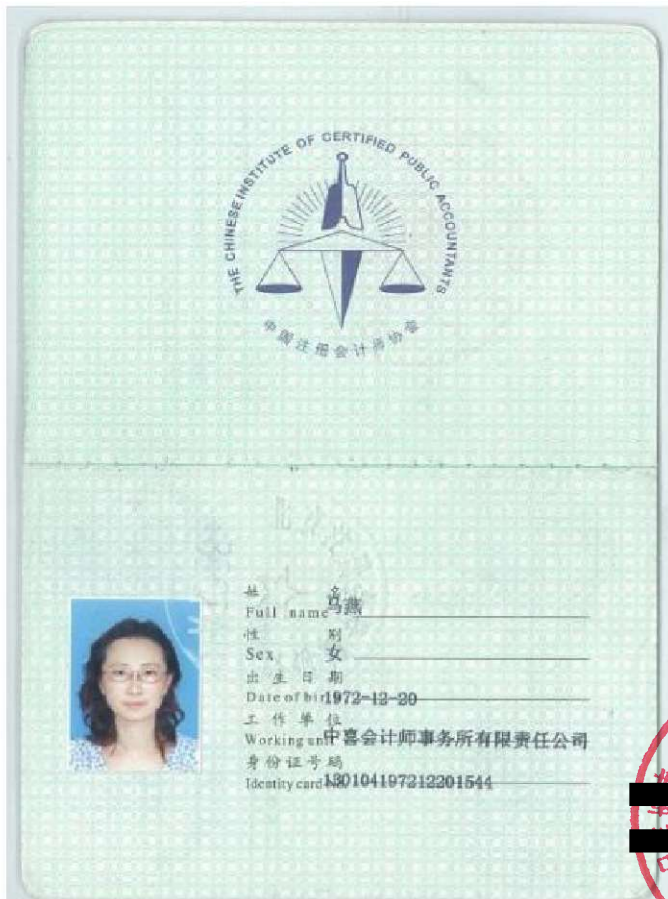 THE CHINESE INSTITUTE OF CERTIFIED PUBLIC ACCOUNTANTS
中国注册会计师协会
姓 名
Full name 马燕
性 别
Sex 女
出生日期
Date of birth 1972-12-20
工作单位
Working unit 中喜会计师事务所有限责任公司
身份证号码
Identity card No. 130104197212201544